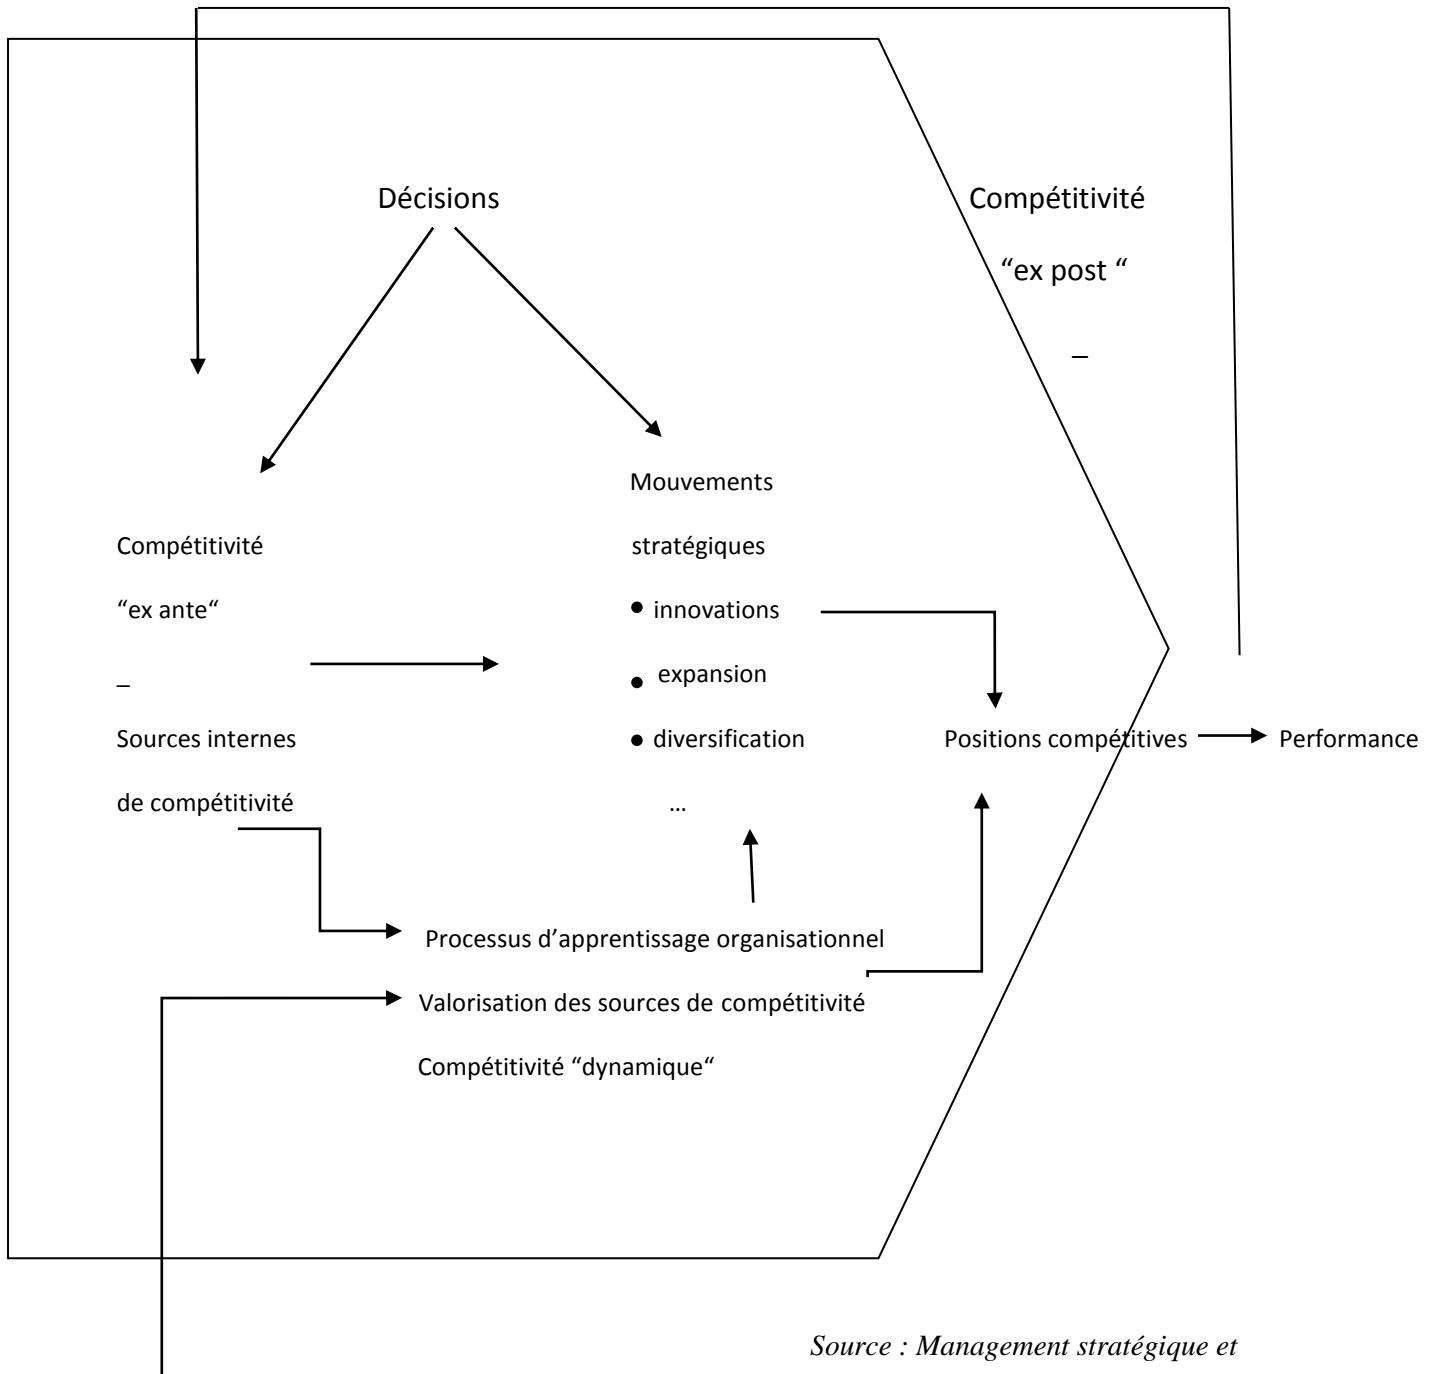 Décisions
Compétitivité
“ex post “
–
Mouvements
stratégiques
• innovations
• expansion
• diversification
...
Compétitivité
“ex ante“
–
Sources internes
de compétitivité
Positions compétitives
Performance
Processus d’apprentissage organisationnel
Valorisation des sources de compétitivité
Compétitivité “dynamique“
Source : Management stratégique et